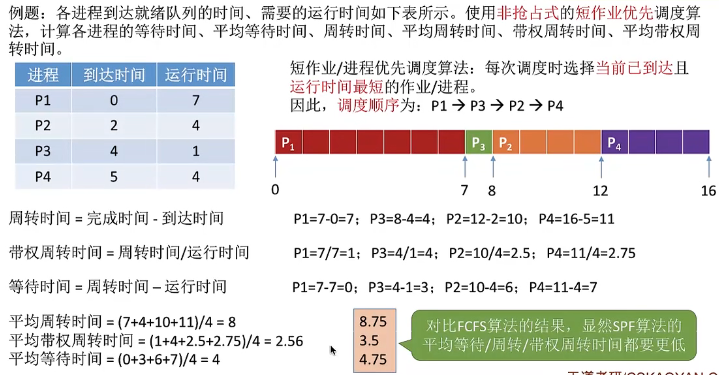 例题：各进程到达就绪队列的时间、需要的运行时间如下表所示。使用非抢占式的短作业优先调度算
法，计算各进程的等待时间、平均等待时间、周转时间、平均周转时间、带权周转时间、平均带权周
转时间。
进程 到达时间 运行时间
P1 0 7
P2 2 4
P3 4 1
P4 5 4
短作业/进程优先调度算法：每次调度时选择当前已到达且
运行时间最短的作业/进程。
因此，调度顺序为：P1 → P3 → P2 → P4
P1 P3 P2 P4
0 7 8 12 16
周转时间 = 完成时间 - 到达时间 P1=7-0=7；P3=8-4=4；P2=12-2=10；P4=16-5=11
带权周转时间 = 周转时间/运行时间 P1=7/7=1；P3=4/1=4；P2=10/4=2.5；P4=11/4=2.75
等待时间 = 周转时间 – 运行时间 P1=7-7=0；P3=4-1=3；P2=10-4=6；P4=11-4=7
平均周转时间 = (7+4+10+11)/4 = 8 8.75
平均带权周转时间 = (1+4+2.5+2.75)/4 = 2.56 3.5
平均等待时间 = (0+3+6+7)/4 = 4 4.75
对比FCFS算法的结果，显然SPF算法的
平均等待/周转/带权周转时间都要更低